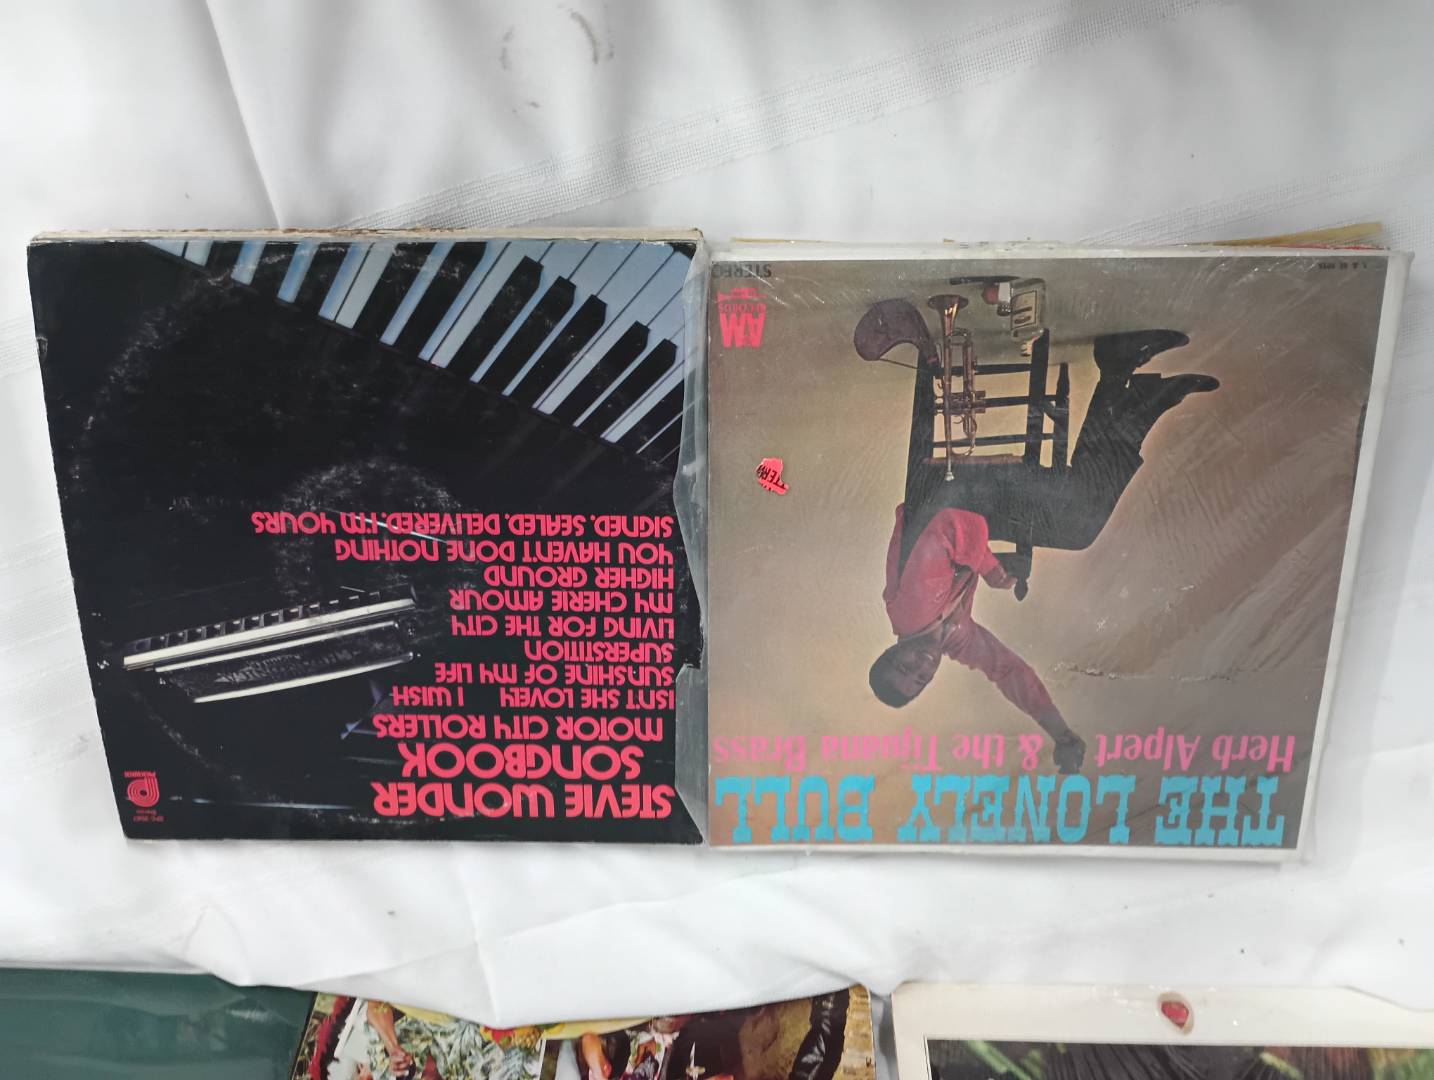 STEVIE WONDER
SONGBOOK
MOTOR CITY ROLLERS
ISN'T SHE LOVELY I WISH
SUNSHINE OF MY LIFE
SUPERSTITION
LIVING FOR THE CITY
MY CHERIE AMOUR
HIGHER GROUND
YOU HAVEN'T DONE NOTHING
SIGNED, SEALED, DELIVERED, I'M YOURS
Pickwick
THE LONELY BULL
Herb Alpert & the Tijuana Brass
AM
RECORDS
STEREO